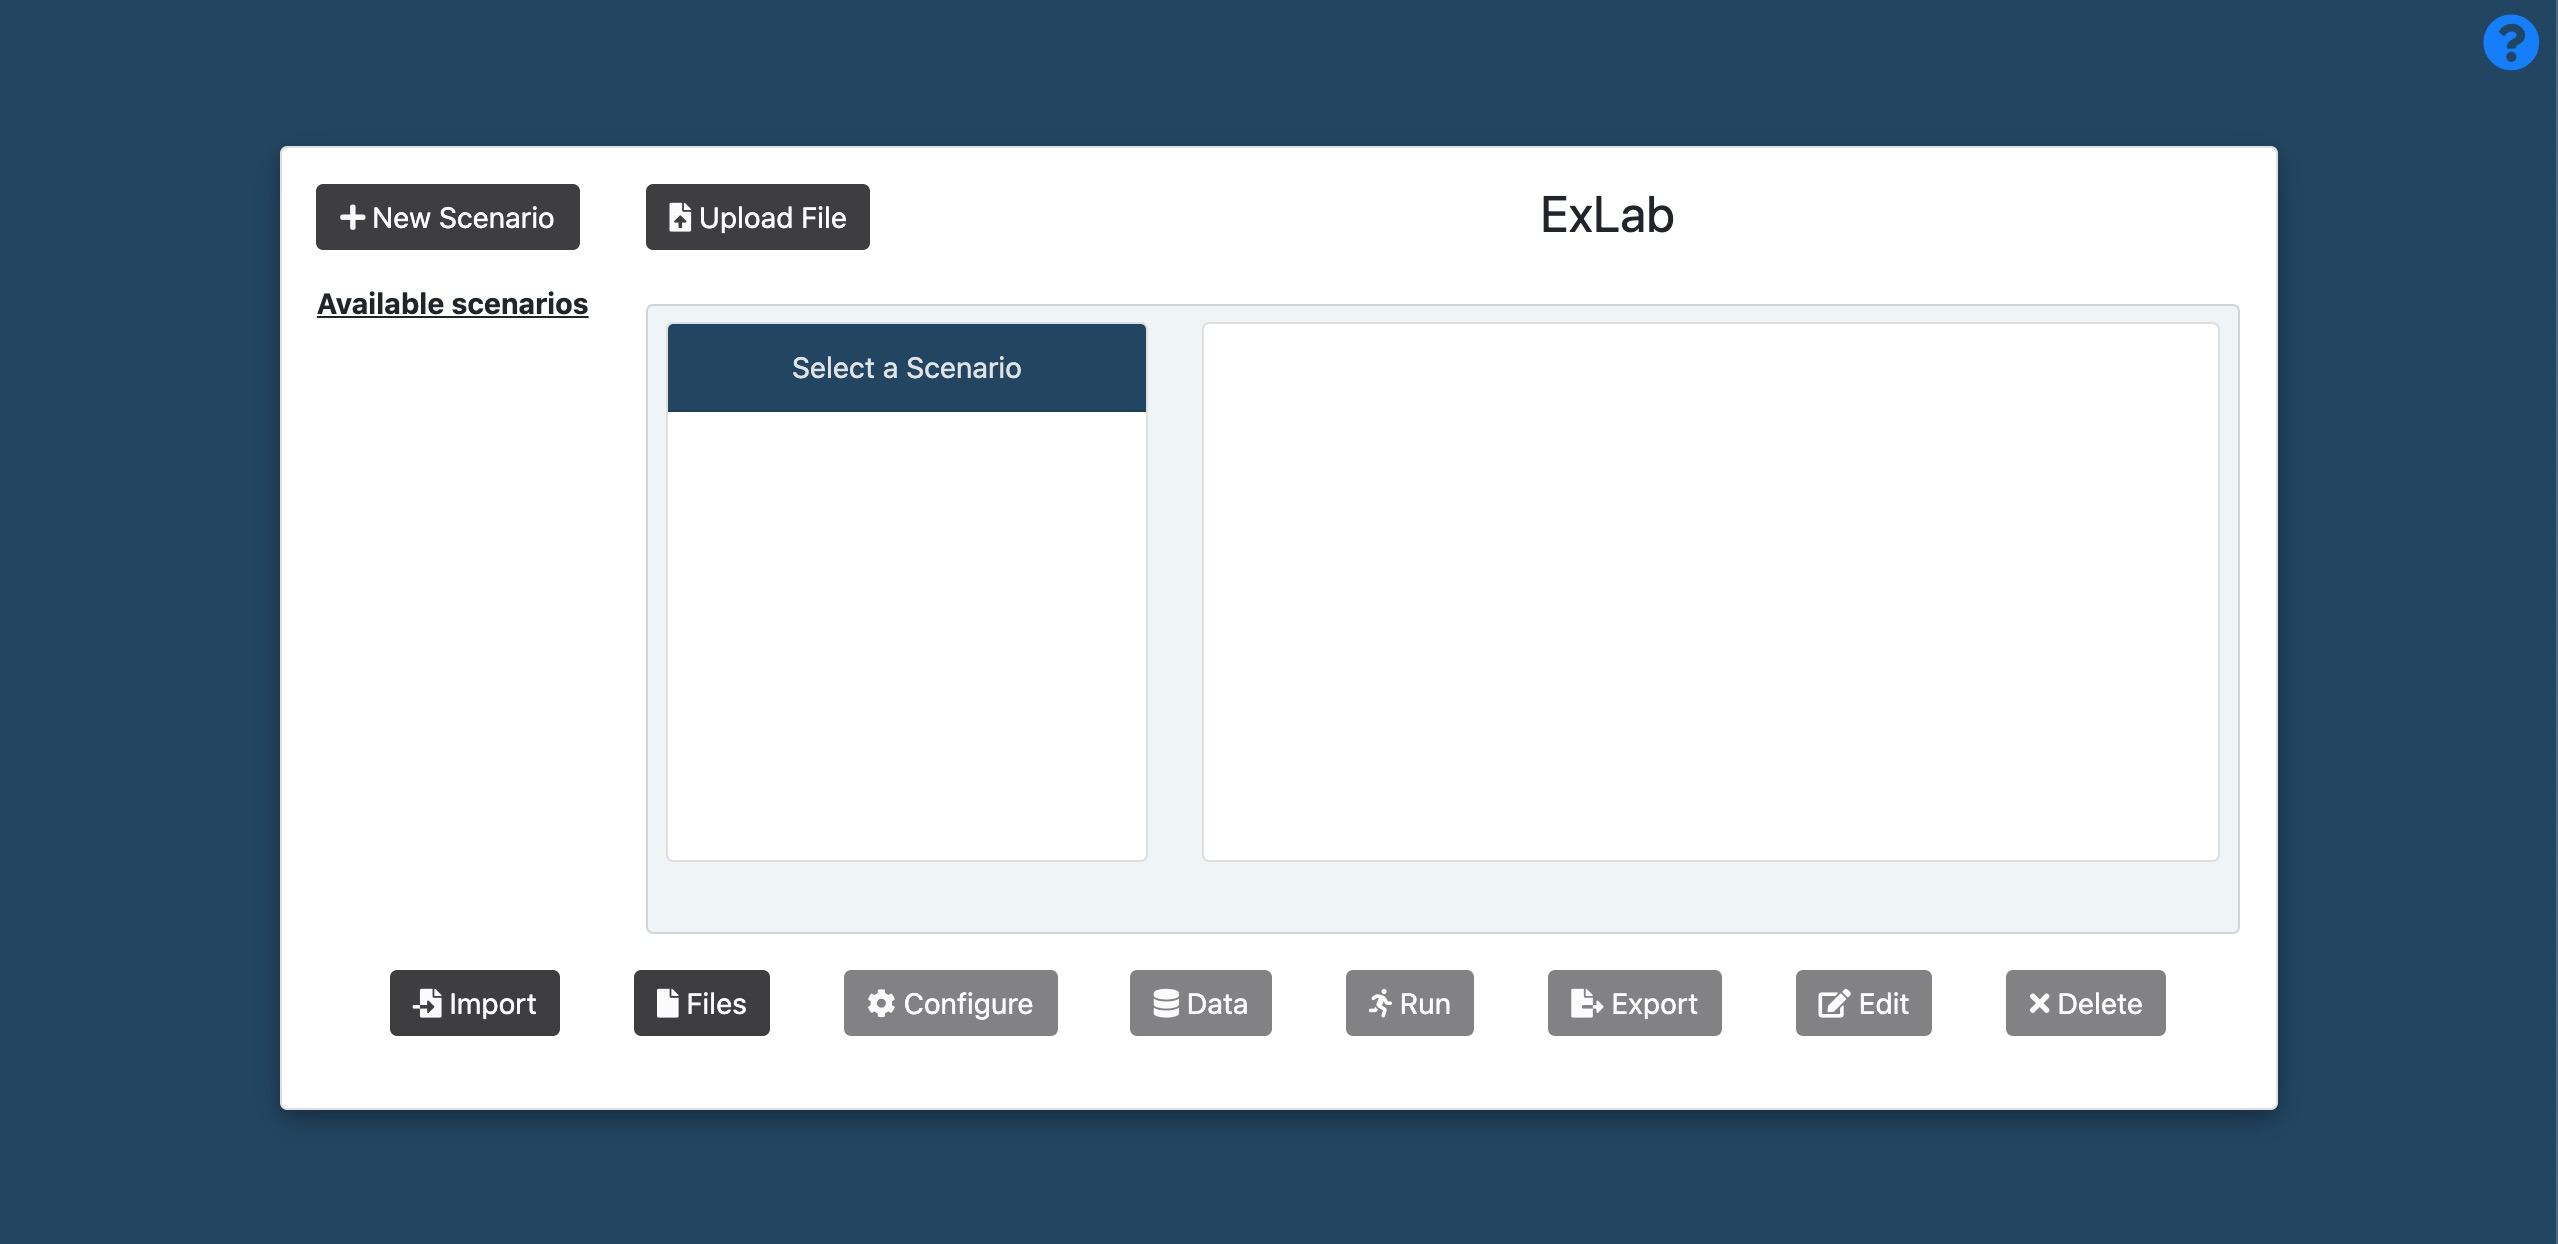 New Scenario
Upload File
ExLab
Available scenarios
Select a Scenario
Import
Files
Configure
Data
Run
Export
Edit
Delete